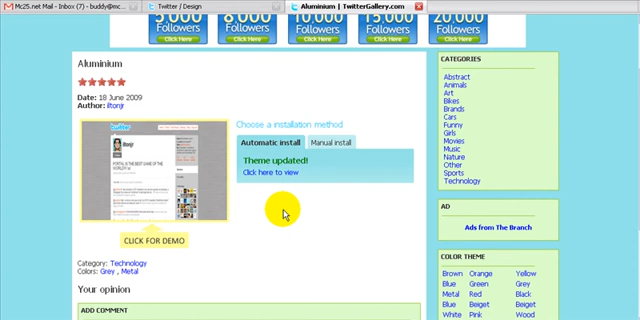 Mc25.net Mail - Inbox (7) - buddy@mc...
Twitter / Design
Aluminium | TwitterGallery.com
5,000 8,000 10,000 15,000 20,000
Followers Followers Followers Followers Followers
Click Here Click Here Click Here Click Here Click Here
Aluminium
Date: 18 June 2009
Author: iltonjr
Choose a installation method
Automatic install Manual install
Theme updated!
Click here to view
twitter
iltonjr
CLICK FOR DEMO
Category: Technology
Colors: Grey , Metal
Your opinion
ADD COMMENT
CATEGORIES
Abstract
Animals
Art
Bikes
Brands
Cars
Funny
Girls
Movies
Music
Nature
Other
Sports
Technology
AD
Ads from The Branch
COLOR THEME
Brown Orange Yellow
Blue Green Grey
Metal Red Black
Blue Beiget Beiget
White Pink Wood